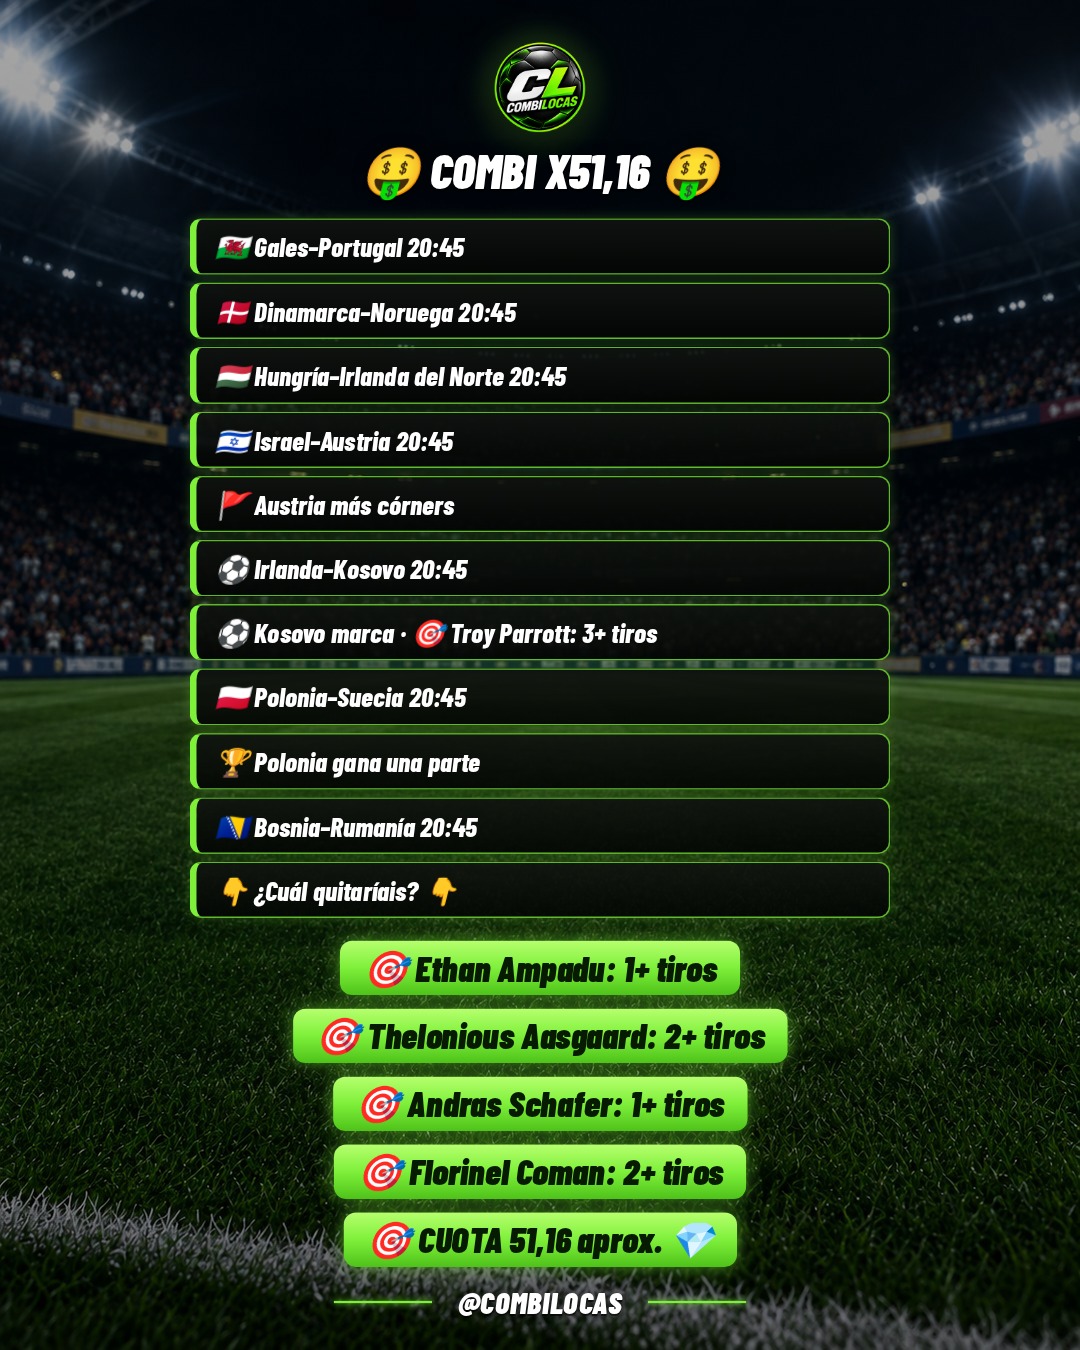 CL
COMBILOCAS
🤑 COMBI X51,16 🤑
🏴󠁧󠁢󠁷󠁬󠁳󠁿 Gales-Portugal 20:45
🇩🇰 Dinamarca-Noruega 20:45
🇭🇺 Hungría-Irlanda del Norte 20:45
🇮🇱 Israel-Austria 20:45
🚩 Austria más córners
⚽ Irlanda-Kosovo 20:45
⚽ Kosovo marca · 🎯 Troy Parrott: 3+ tiros
🇵🇱 Polonia-Suecia 20:45
🏆 Polonia gana una parte
🇧🇦 Bosnia-Rumanía 20:45
👇 ¿Cuál quitaríais? 👇
🎯 Ethan Ampadu: 1+ tiros
🎯 Thelonious Aasgaard: 2+ tiros
🎯 Andras Schafer: 1+ tiros
🎯 Florinel Coman: 2+ tiros
🎯 CUOTA 51,16 aprox. 💎
@COMBILOCAS